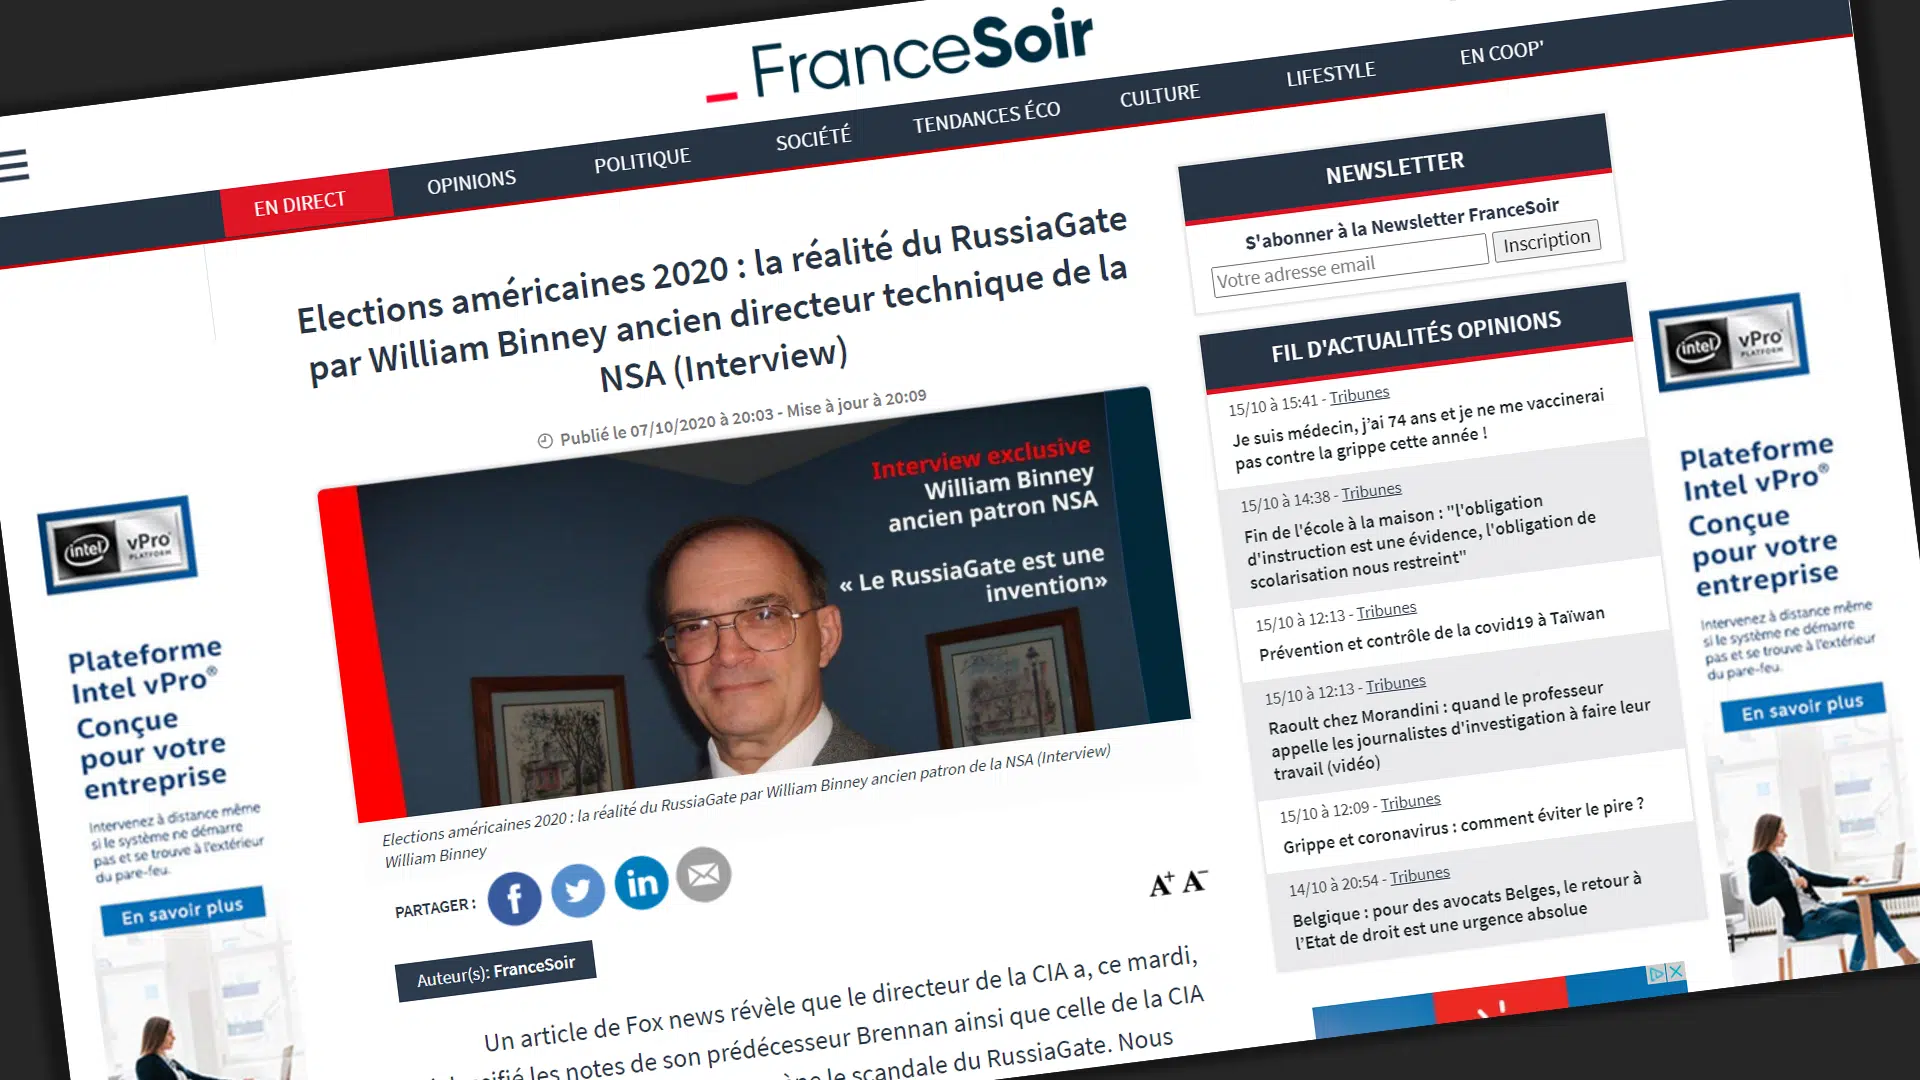 FranceSoir
EN DIRECT
OPINIONS
POLITIQUE
SOCIÉTÉ
TENDANCES ÉCO
CULTURE
LIFESTYLE
EN COOP'
Elections américaines 2020 : la réalité du RussiaGate
par William Binney ancien directeur technique de la
NSA (Interview)
Publié le 07/10/2020 à 20:03 - Mise à jour à 20:09
Interview exclusive
William Binney
ancien patron NSA
« Le RussiaGate est une
invention»
Elections américaines 2020 : la réalité du RussiaGate par William Binney ancien patron de la NSA (Interview)
William Binney
PARTAGER :
f
in
A+ A-
Auteur(s): FranceSoir
Un article de Fox news révèle que le directeur de la CIA a, ce mardi,
les notes de son prédécesseur Brennan ainsi que celle de la CIA
le scandale du RussiaGate. Nous
NEWSLETTER
S'abonner à la Newsletter FranceSoir
Votre adresse email
Inscription
FIL D'ACTUALITÉS OPINIONS
15/10 à 15:41 - Tribunes
Je suis médecin, j'ai 74 ans et je ne me vaccinerai
pas contre la grippe cette année !
15/10 à 14:38 - Tribunes
Fin de l'école à la maison : "l'obligation
d'instruction est une évidence, l'obligation de
scolarisation nous restreint"
15/10 à 12:13 - Tribunes
Prévention et contrôle de la covid19 à Taïwan
15/10 à 12:13 - Tribunes
Raoult chez Morandini : quand le professeur
appelle les journalistes d'investigation à faire leur
travail (vidéo)
15/10 à 12:09 - Tribunes
Grippe et coronavirus : comment éviter le pire ?
14/10 à 20:54 - Tribunes
Belgique : pour des avocats Belges, le retour à
l'Etat de droit est une urgence absolue
intel vPro
PLATFORM
Plateforme
Intel vPro®
Conçue
pour votre
entreprise
Intervenez à distance même
si le système ne démarre
pas et se trouve à l'extérieur
du pare-feu.
En savoir plus
intel vPro
PLATFORM
Plateforme
Intel vPro®
Conçue
pour votre
entreprise
Intervenez à distance même
si le système ne démarre
pas et se trouve à l'extérieur
du pare-feu.
En savoir plus